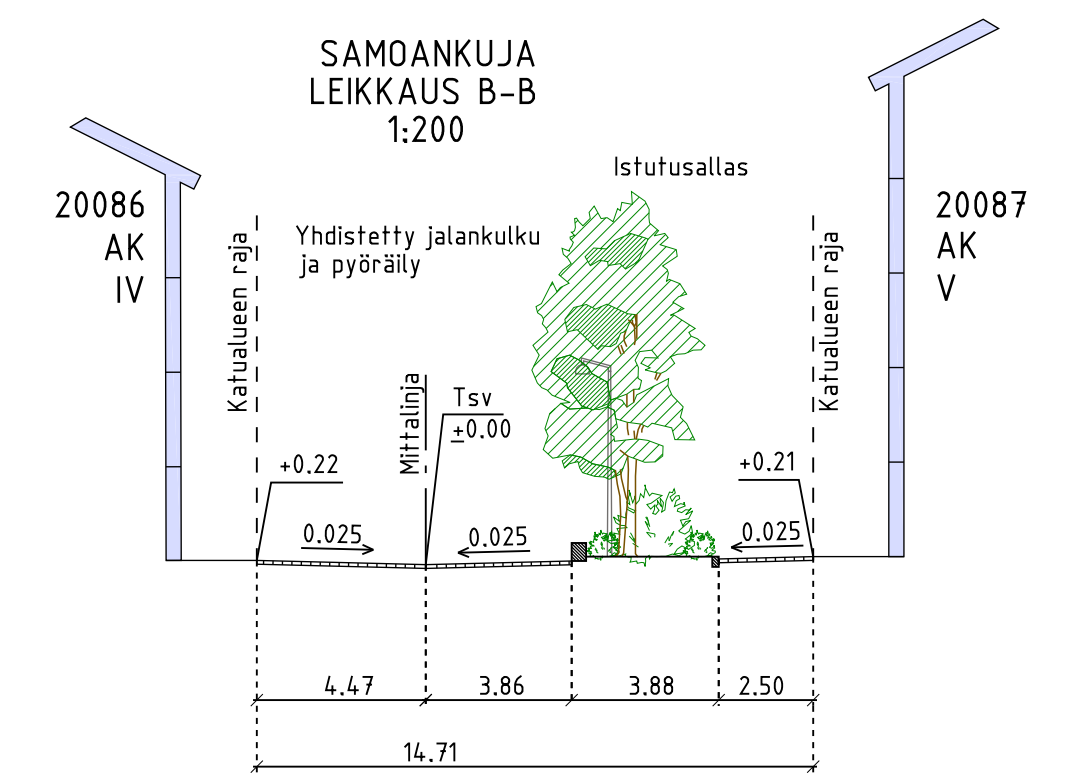 SAMOANKUJA
LEIKKAUS B-B
1:200
Istutusallas
20086
AK
IV
20087
AK
V
Katualueen raja
Yhdistetty jalankulku
ja pyöräily
Katualueen raja
Mittalinja
Tsv
±0.00
+0.22
+0.21
0.025
0.025
0.025
4.47
3.86
3.88
2.50
14.71